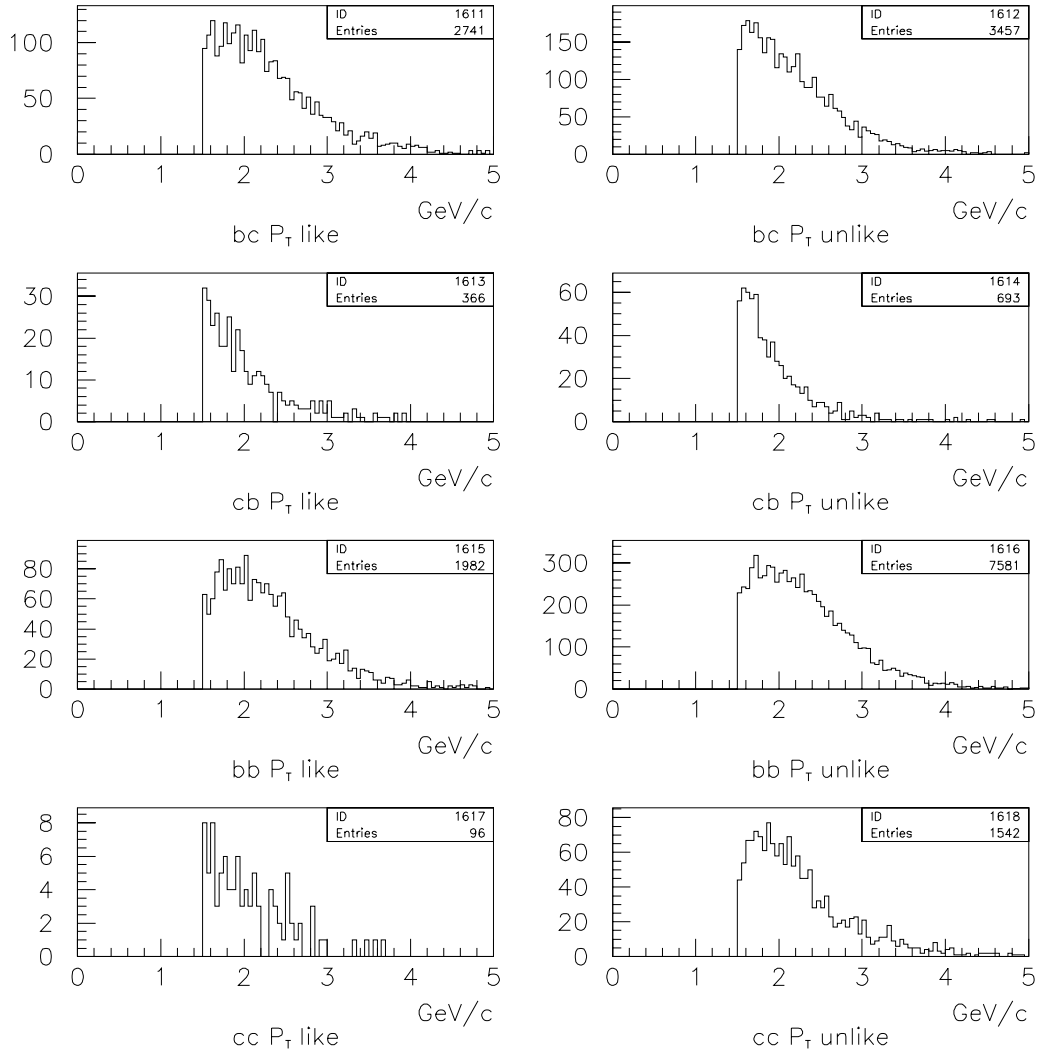 ID 1611
Entries 2741
100
50
0
0 1 2 3 4 5
GeV/c
bc P_T like
ID 1612
Entries 3457
150
100
50
0
0 1 2 3 4 5
GeV/c
bc P_T unlike
ID 1613
Entries 366
30
20
10
0
0 1 2 3 4 5
GeV/c
cb P_T like
ID 1614
Entries 693
60
40
20
0
0 1 2 3 4 5
GeV/c
cb P_T unlike
ID 1615
Entries 1982
80
60
40
20
0
0 1 2 3 4 5
GeV/c
bb P_T like
ID 1616
Entries 7581
300
200
100
0
0 1 2 3 4 5
GeV/c
bb P_T unlike
ID 1617
Entries 96
8
6
4
2
0
0 1 2 3 4 5
GeV/c
cc P_T like
ID 1618
Entries 1542
80
60
40
20
0
0 1 2 3 4 5
GeV/c
cc P_T unlike